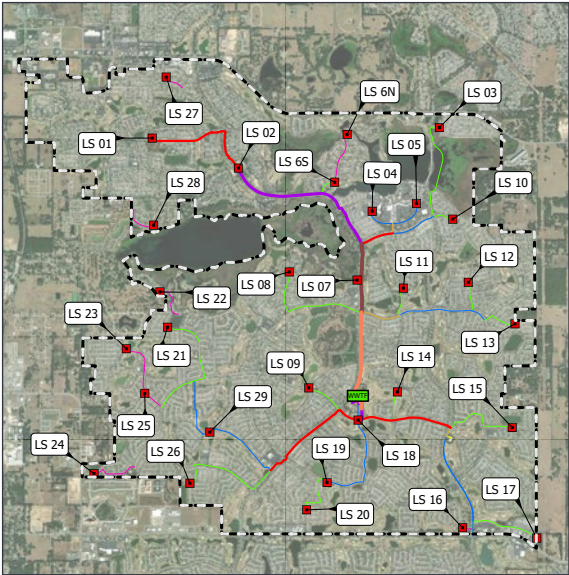 LS 6N
LS 03
LS 27
LS 01
LS 02
LS 05
LS 6S
LS 04
LS 28
LS 10
LS 11
LS 12
LS 08
LS 07
LS 22
LS 23
LS 21
LS 13
LS 09
LS 14
LS 15
WWTF
LS 25
LS 29
LS 24
LS 26
LS 19
LS 18
LS 17
LS 16
LS 20